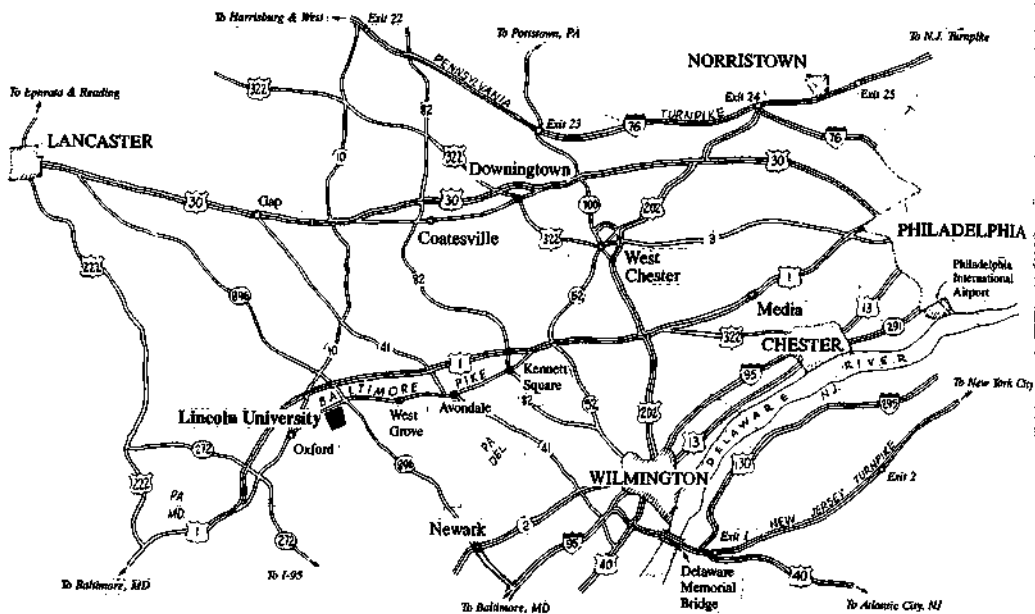 To Harrisburg & West
Exit 22
To Pottstown, PA
To N.J. Turnpike
NORRISTOWN
PENNSYLVANIA
322
82
Exit 24
Exit 25
To Ephrata & Reading
TURNPIKE
76
Exit 23
76
LANCASTER
10
322
Downingtown
30
30
Gap
30
100
202
Coatesville
322
3
PHILADELPHIA
West
Chester
222
Philadelphia
International
Airport
896
82
52
1
Media
13
291
322
CHESTER
10
41
1
RIVER
BALTIMORE PIKE
Kennett
Square
95
NJ.
To New York City
Lincoln University
West
Grove
Avondale
82
52
202
DELAWARE
295
Oxford
13
PA
DEL
41
130
272
896
WILMINGTON
Exit 2
222
PA
MD.
NEW JERSEY TURNPIKE
1
Newark
2
Exit 1
272
95
40
40
To Baltimore, MD
To I-95
To Baltimore, MD
Delaware
Memorial
Bridge
To Atlantic City, NJ